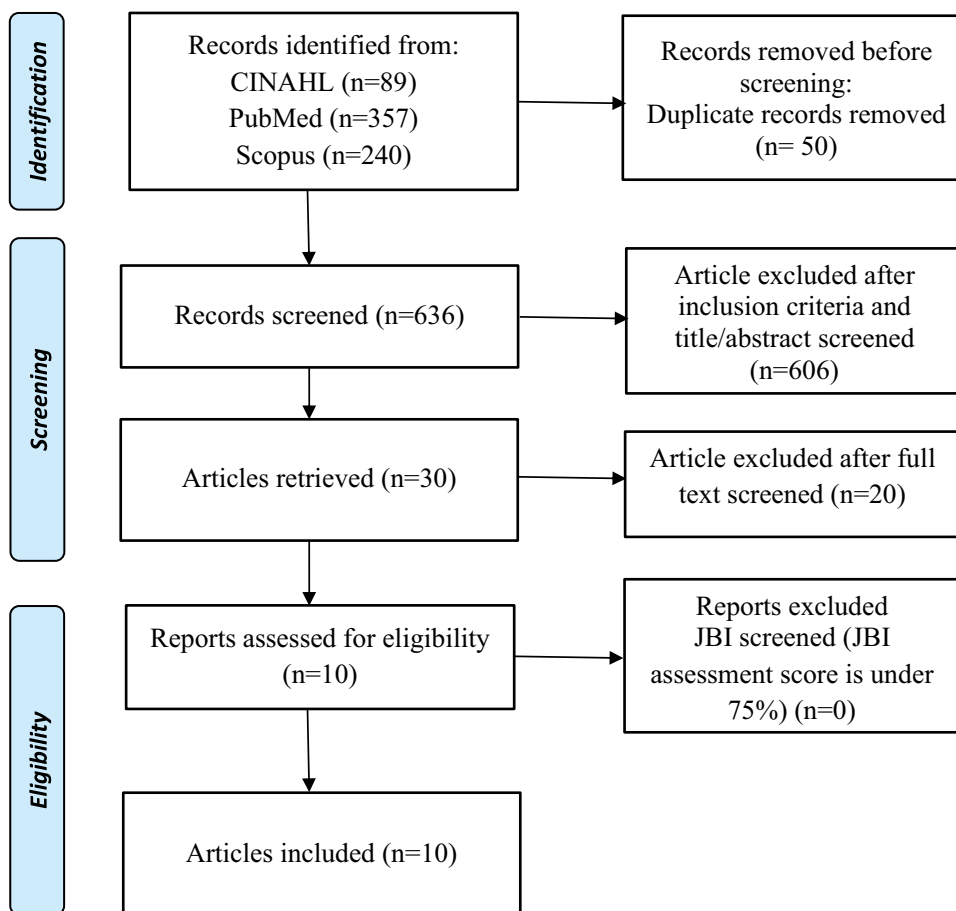 Identification
Records identified from:
CINAHL (n=89)
PubMed (n=357)
Scopus (n=240)
Records removed before
screening:
Duplicate records removed
(n= 50)
Screening
Records screened (n=636)
Article excluded after
inclusion criteria and
title/abstract screened
(n=606)
Articles retrieved (n=30)
Article excluded after full
text screened (n=20)
Eligibility
Reports assessed for eligibility
(n=10)
Reports excluded
JBI screened (JBI
assessment score is under
75%) (n=0)
Articles included (n=10)